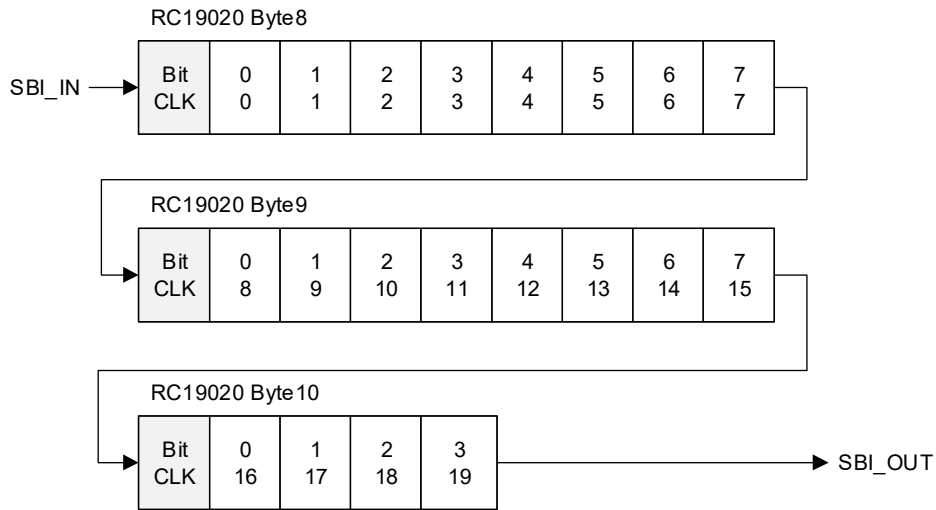 RC19020 Byte8
SBI_IN
Bit 0 1 2 3 4 5 6 7
CLK 0 1 2 3 4 5 6 7
RC19020 Byte9
Bit 0 1 2 3 4 5 6 7
CLK 8 9 10 11 12 13 14 15
RC19020 Byte10
Bit 0 1 2 3
CLK 16 17 18 19
SBI_OUT